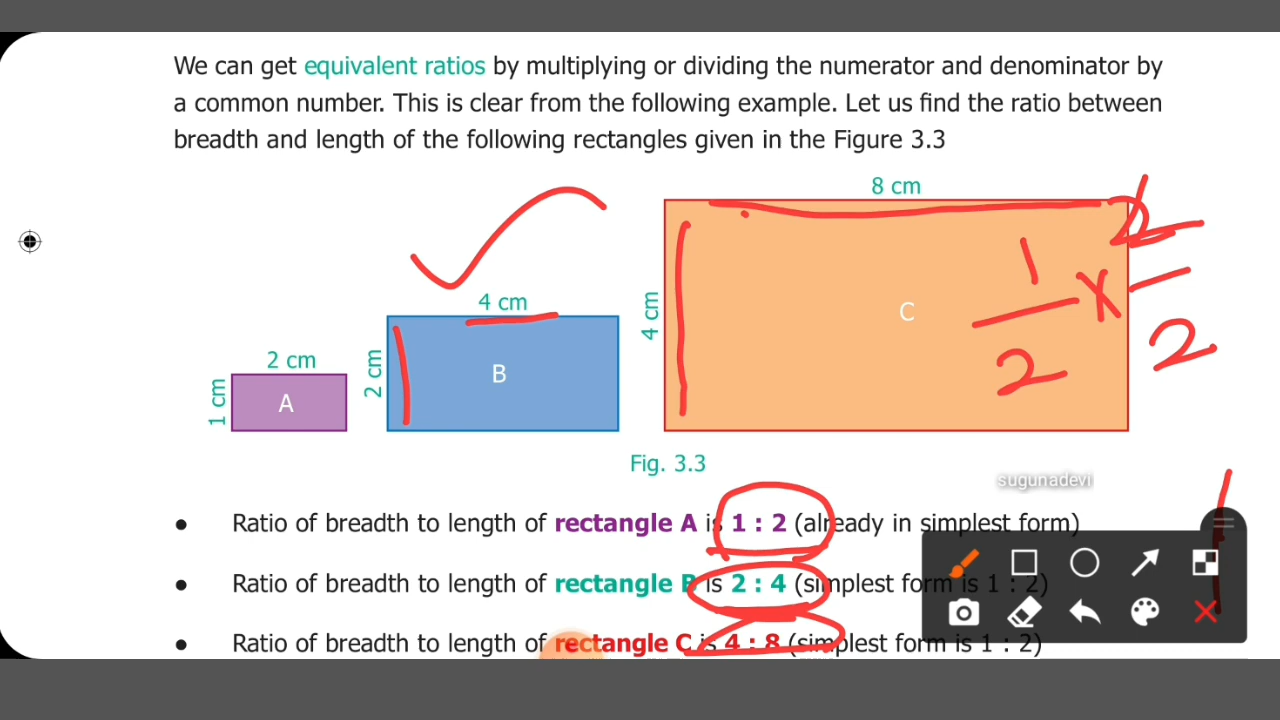 We can get equivalent ratios by multiplying or dividing the numerator and denominator by
a common number. This is clear from the following example. Let us find the ratio between
breadth and length of the following rectangles given in the Figure 3.3
8 cm
4 cm
C
1/2 × 2/2
4 cm
2 cm
B
2 cm
1 cm
A
Fig. 3.3
sugunadevi
• Ratio of breadth to length of rectangle A is 1 : 2 (already in simplest form)
• Ratio of breadth to length of rectangle B is 2 : 4 (simplest form is 1 : 2)
• Ratio of breadth to length of rectangle C is 4 : 8 (simplest form is 1 : 2)